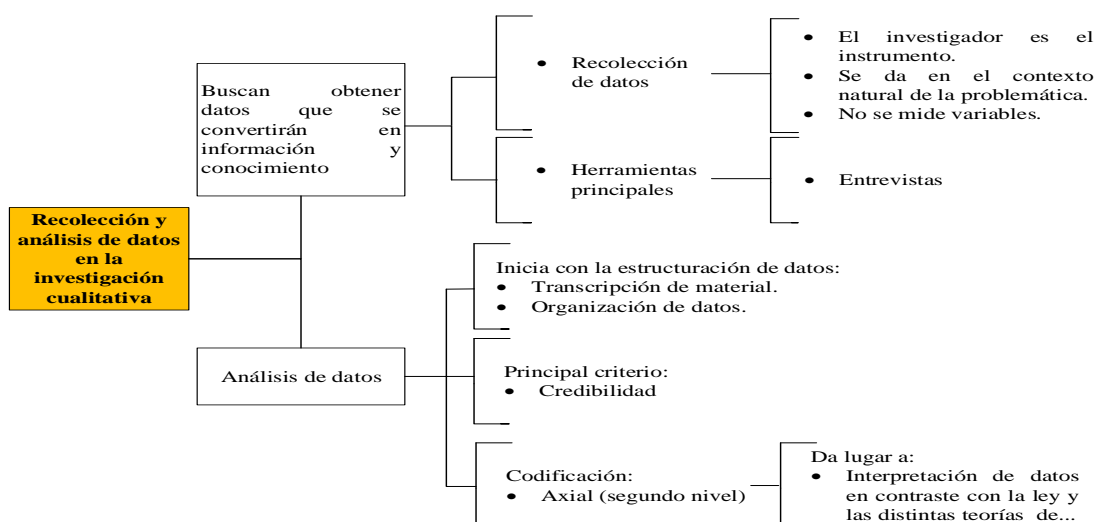 Recolección y
análisis de datos
en la
investigación
cualitativa
Buscan obtener
datos que se
convertirán en
información y
conocimiento
Recolección
de datos
El investigador es el
instrumento.
Se da en el contexto
natural de la problemática.
No se mide variables.
Herramientas
principales
Entrevistas
Análisis de datos
Inicia con la estructuración de datos:
Transcripción de material.
Organización de datos.
Principal criterio:
Credibilidad
Codificación:
Axial (segundo nivel)
Da lugar a:
Interpretación de datos
en contraste con la ley y
las distintas teorías de...